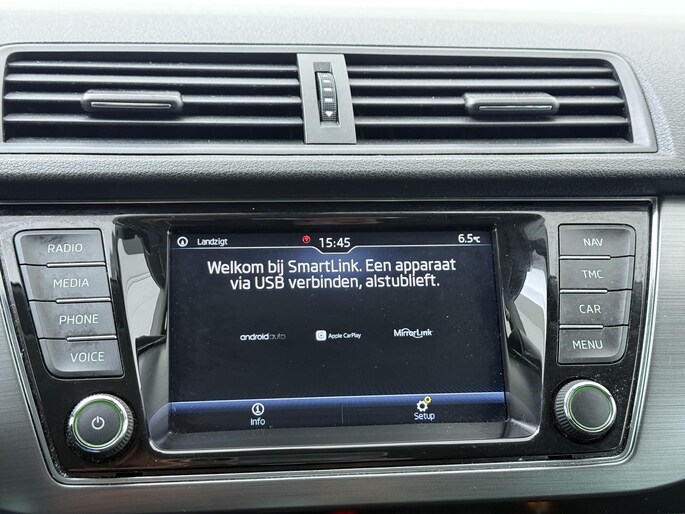 RADIO
MEDIA
PHONE
VOICE
Landzigt 15:45 6.5°C
Welkom bij SmartLink. Een apparaat
via USB verbinden, alstublieft.
androidauto Apple CarPlay MirrorLink
Info Setup
NAV
TMC
CAR
MENU